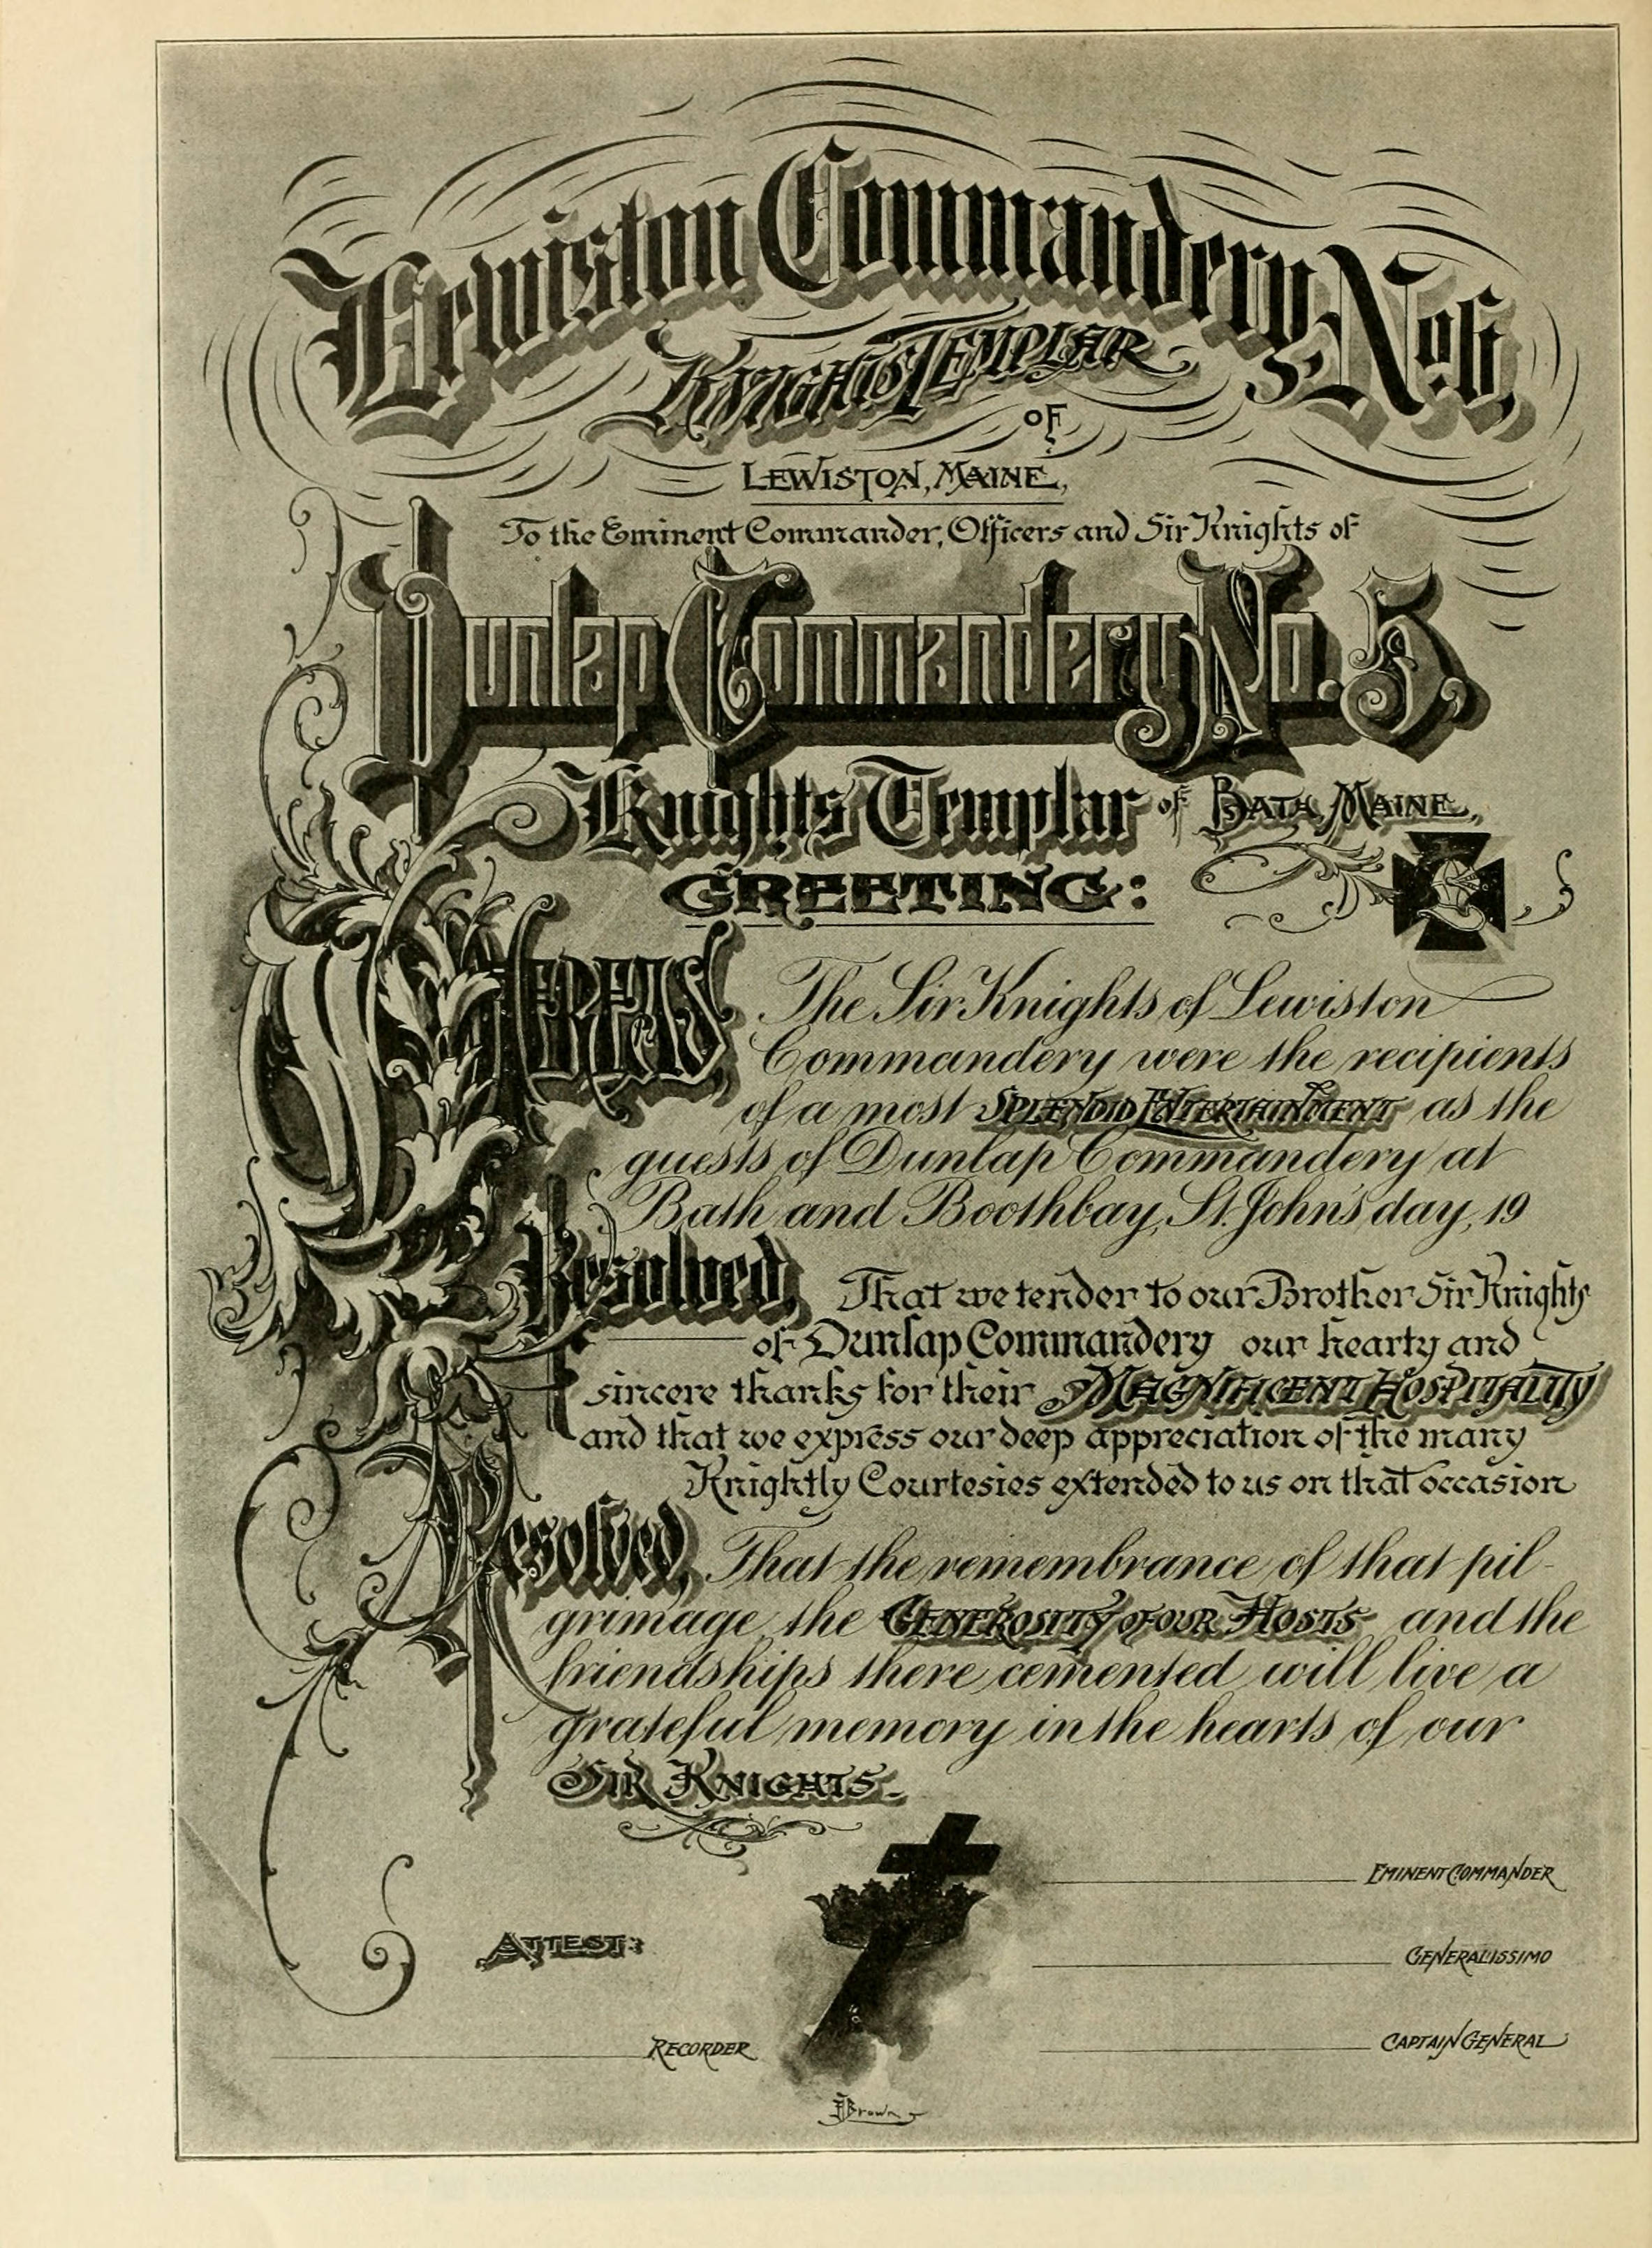 Lewiston Commandery, No. 6,
Knights Templar
of
Lewiston, Maine,
To the Eminent Commander, Officers and Sir Knights of
Dunlap Commandery No. 5,
Knights Templar of Bath, Maine,
Greeting:
Whereas, The Sir Knights of Lewiston
Commandery were the recipients
of a most Splendid Entertainment as the
guests of Dunlap Commandery at
Bath and Boothbay, St. John's day, 19
Resolved, That we tender to our Brother Sir Knights
of Dunlap Commandery our hearty and
sincere thanks for their Magnificent Hospitality
and that we express our deep appreciation of the many
Knightly Courtesies extended to us on that occasion
Resolved, That the remembrance of that pil-
grimage, the Generosity of our Hosts and the
friendships there cemented will live a
grateful memory in the hearts of our
Sir Knights.
Eminent Commander
Attest:
Generalissimo
Recorder
Captain General
Brown